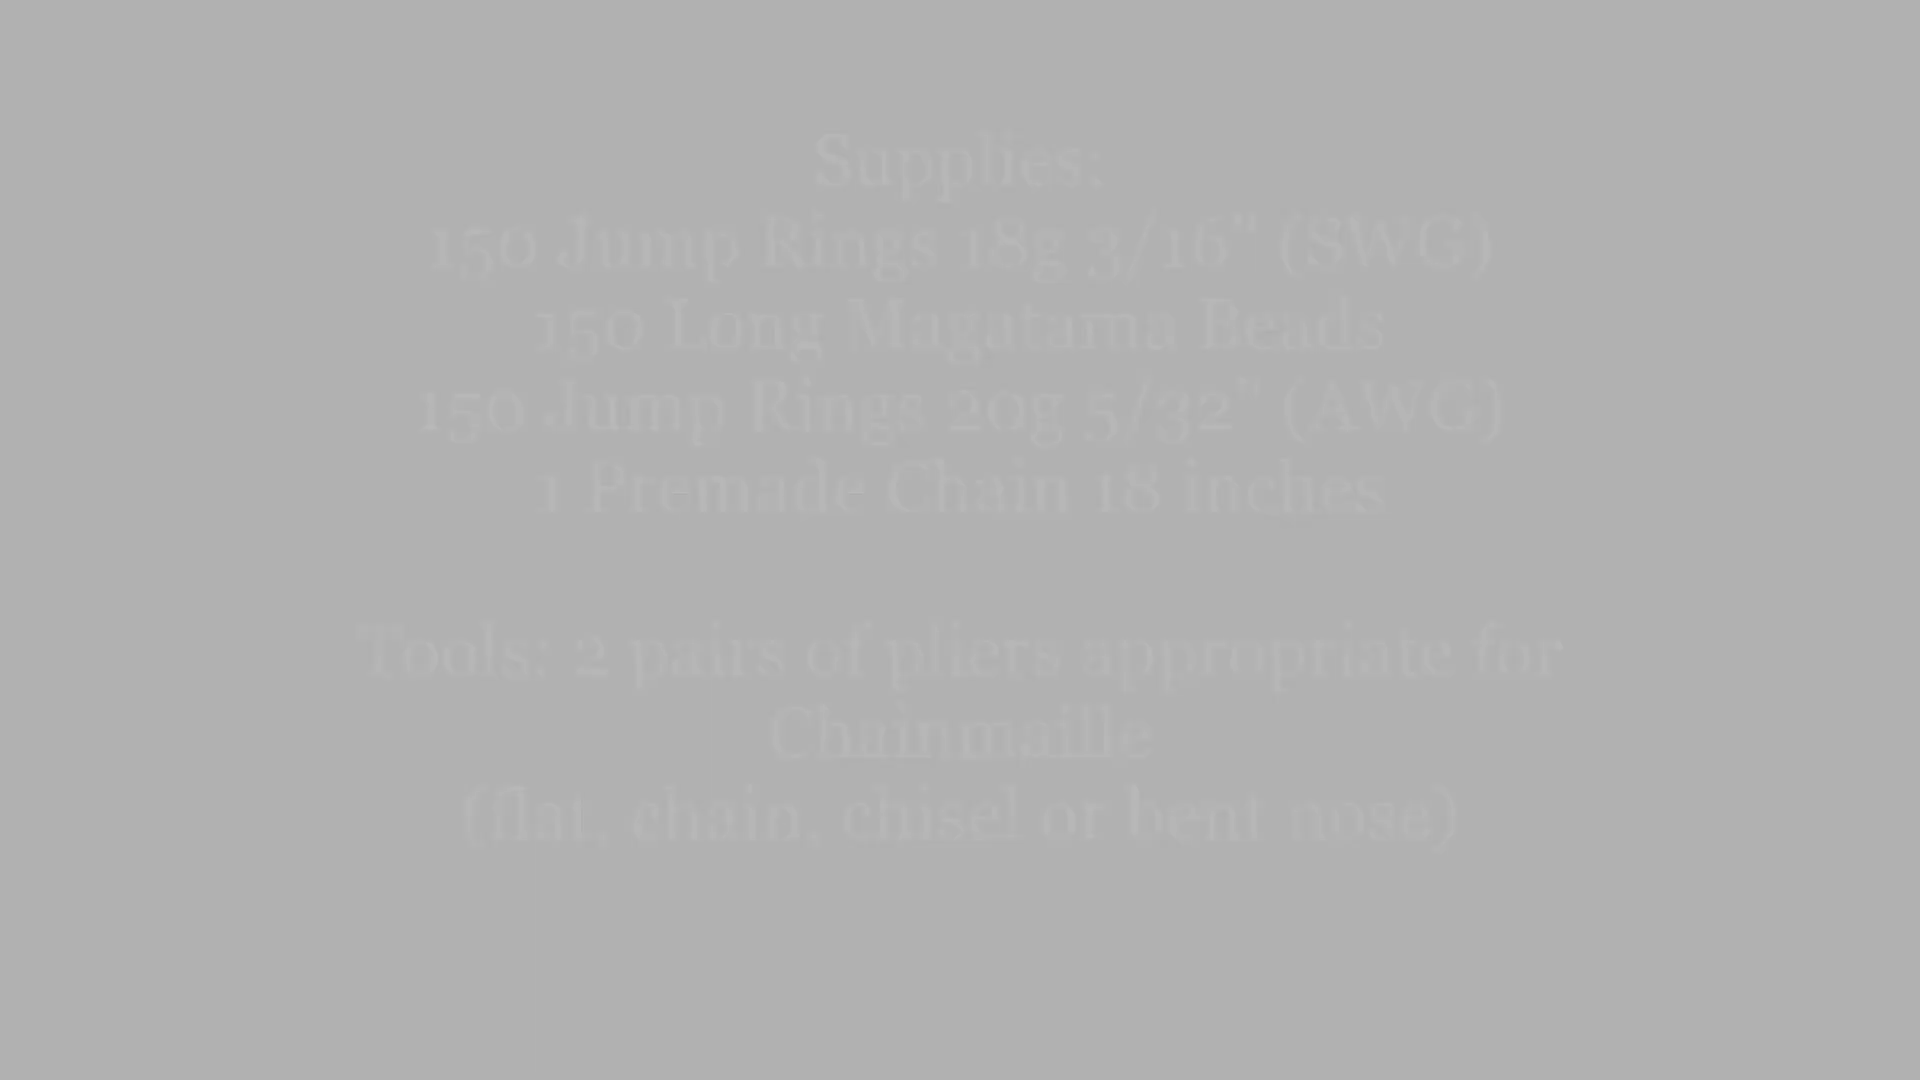 Supplies:
150 Jump Rings 18g 3/16" (SWG)
150 Long Magatama Beads
150 Jump Rings 20g 5/32" (AWG)
1 Premade Chain 18 inches
Tools: 2 pairs of pliers appropriate for
Chainmaille
(flat, chain, chisel or bent nose)